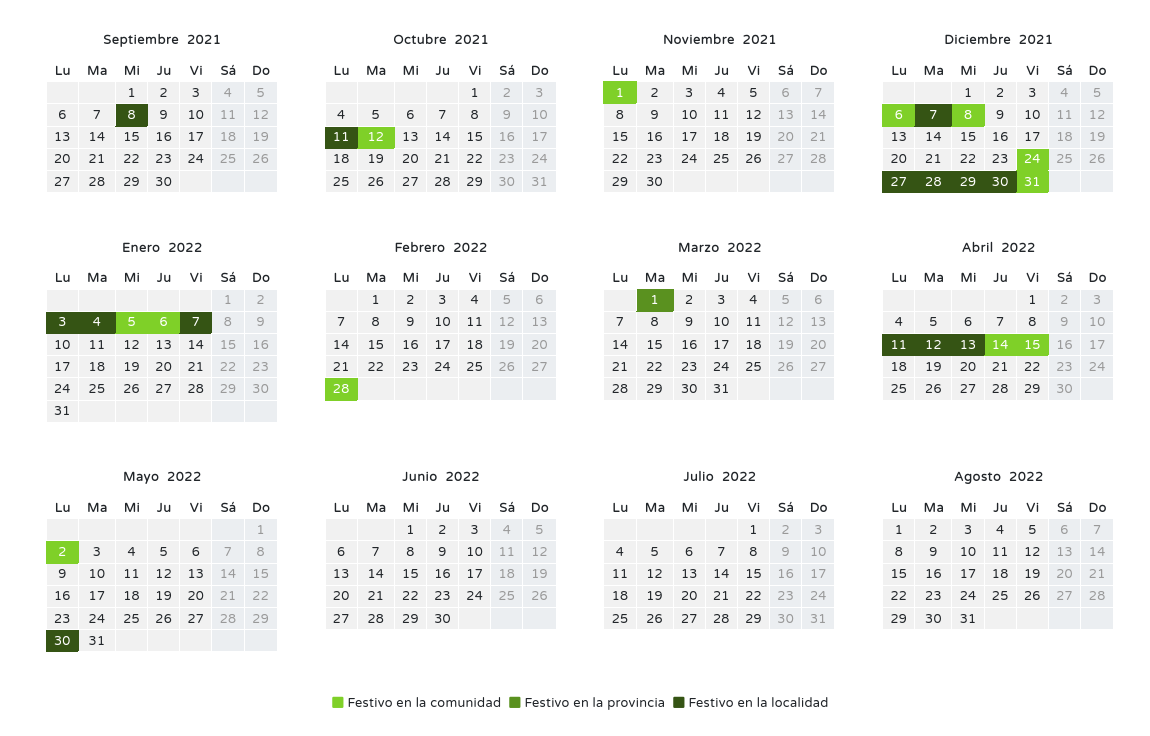 Septiembre 2021 Octubre 2021 Noviembre 2021 Diciembre 2021
Lu Ma Mi Ju Vi Sá Do Lu Ma Mi Ju Vi Sá Do Lu Ma Mi Ju Vi Sá Do Lu Ma Mi Ju Vi Sá Do
1 2 3 4 5 1 2 3 1 2 3 4 5 6 7 1 2 3 4 5
6 7 8 9 10 11 12 4 5 6 7 8 9 10 8 9 10 11 12 13 14 6 7 8 9 10 11 12
13 14 15 16 17 18 19 11 12 13 14 15 16 17 15 16 17 18 19 20 21 13 14 15 16 17 18 19
20 21 22 23 24 25 26 18 19 20 21 22 23 24 22 23 24 25 26 27 28 20 21 22 23 24 25 26
27 28 29 30 25 26 27 28 29 30 31 29 30 27 28 29 30 31
Enero 2022 Febrero 2022 Marzo 2022 Abril 2022
Lu Ma Mi Ju Vi Sá Do Lu Ma Mi Ju Vi Sá Do Lu Ma Mi Ju Vi Sá Do Lu Ma Mi Ju Vi Sá Do
1 2 1 2 3 4 5 6 1 2 3 4 5 6 1 2 3
3 4 5 6 7 8 9 7 8 9 10 11 12 13 7 8 9 10 11 12 13 4 5 6 7 8 9 10
10 11 12 13 14 15 16 14 15 16 17 18 19 20 14 15 16 17 18 19 20 11 12 13 14 15 16 17
17 18 19 20 21 22 23 21 22 23 24 25 26 27 21 22 23 24 25 26 27 18 19 20 21 22 23 24
24 25 26 27 28 29 30 28 28 29 30 31 25 26 27 28 29 30
31
Mayo 2022 Junio 2022 Julio 2022 Agosto 2022
Lu Ma Mi Ju Vi Sá Do Lu Ma Mi Ju Vi Sá Do Lu Ma Mi Ju Vi Sá Do Lu Ma Mi Ju Vi Sá Do
1 1 2 3 4 5 1 2 3 1 2 3 4 5 6 7
2 3 4 5 6 7 8 6 7 8 9 10 11 12 4 5 6 7 8 9 10 8 9 10 11 12 13 14
9 10 11 12 13 14 15 13 14 15 16 17 18 19 11 12 13 14 15 16 17 15 16 17 18 19 20 21
16 17 18 19 20 21 22 20 21 22 23 24 25 26 18 19 20 21 22 23 24 22 23 24 25 26 27 28
23 24 25 26 27 28 29 27 28 29 30 25 26 27 28 29 30 31 29 30 31
30 31
Festivo en la comunidad Festivo en la provincia Festivo en la localidad